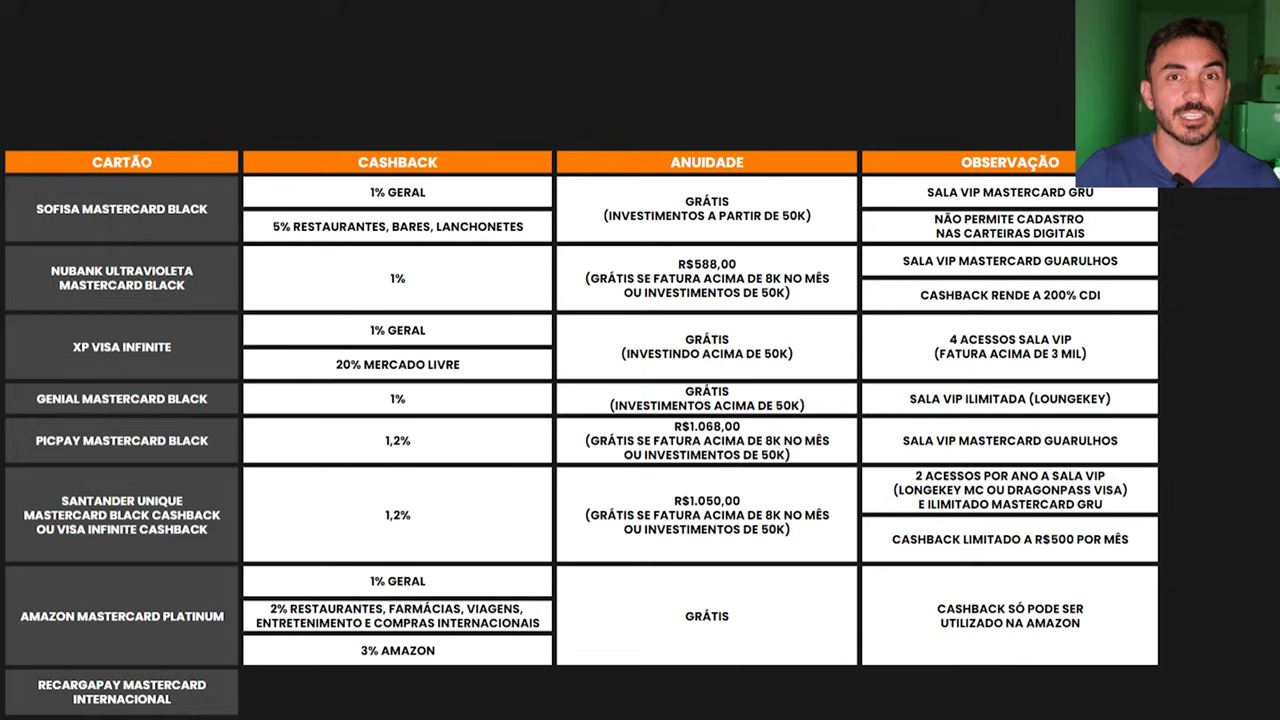 CARTÃO
CASHBACK
ANUIDADE
OBSERVAÇÃO
SOFISA MASTERCARD BLACK
1% GERAL
5% RESTAURANTES, BARES, LANCHONETES
GRÁTIS
(INVESTIMENTOS A PARTIR DE 50K)
SALA VIP MASTERCARD GRU
NÃO PERMITE CADASTRO
NAS CARTEIRAS DIGITAIS
NUBANK ULTRAVIOLETA
MASTERCARD BLACK
1%
R$588,00
(GRÁTIS SE FATURA ACIMA DE 8K NO MÊS
OU INVESTIMENTOS DE 50K)
SALA VIP MASTERCARD GUARULHOS
CASHBACK RENDE A 200% CDI
XP VISA INFINITE
1% GERAL
20% MERCADO LIVRE
GRÁTIS
(INVESTINDO ACIMA DE 50K)
4 ACESSOS SALA VIP
(FATURA ACIMA DE 3 MIL)
GENIAL MASTERCARD BLACK
1%
GRÁTIS
(INVESTIMENTOS ACIMA DE 50K)
SALA VIP ILIMITADA (LOUNGEKEY)
PICPAY MASTERCARD BLACK
1,2%
R$1.068,00
(GRÁTIS SE FATURA ACIMA DE 8K NO MÊS
OU INVESTIMENTOS DE 50K)
SALA VIP MASTERCARD GUARULHOS
SANTANDER UNIQUE
MASTERCARD BLACK CASHBACK
OU VISA INFINITE CASHBACK
1,2%
R$1.050,00
(GRÁTIS SE FATURA ACIMA DE 8K NO MÊS
OU INVESTIMENTOS DE 50K)
2 ACESSOS POR ANO A SALA VIP
(LONGEKEY MC OU DRAGONPASS VISA)
E ILIMITADO MASTERCARD GRU
CASHBACK LIMITADO A R$500 POR MÊS
AMAZON MASTERCARD PLATINUM
1% GERAL
2% RESTAURANTES, FARMÁCIAS, VIAGENS,
ENTRETENIMENTO E COMPRAS INTERNACIONAIS
3% AMAZON
GRÁTIS
CASHBACK SÓ PODE SER
UTILIZADO NA AMAZON
RECARGAPAY MASTERCARD
INTERNACIONAL